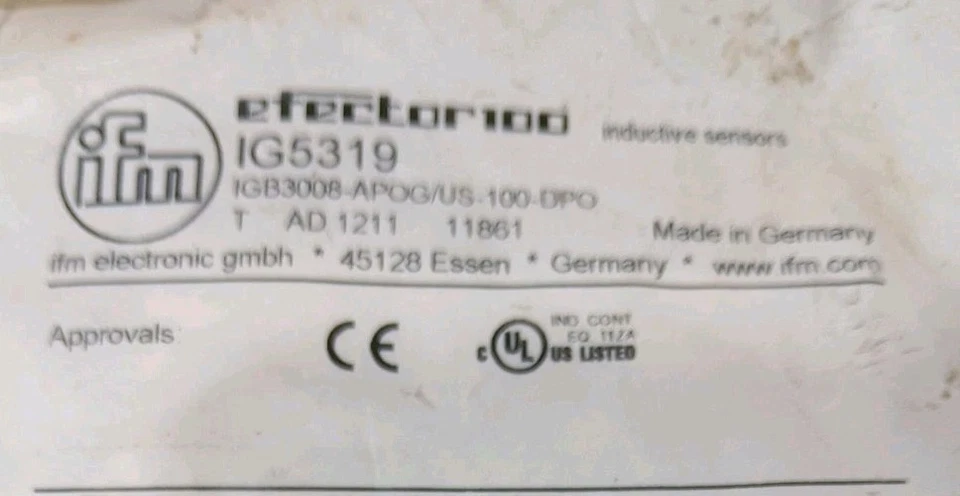 ifm
efector100
inductive sensors
IG5319
IGB3008-APOG/US-100-DPO
T AD 1211 11861 Made in Germany
ifm electronic gmbh * 45128 Essen * Germany * www.ifm.com
Approvals
CE
IND CONT
EQ 11ZA
C UL US LISTED